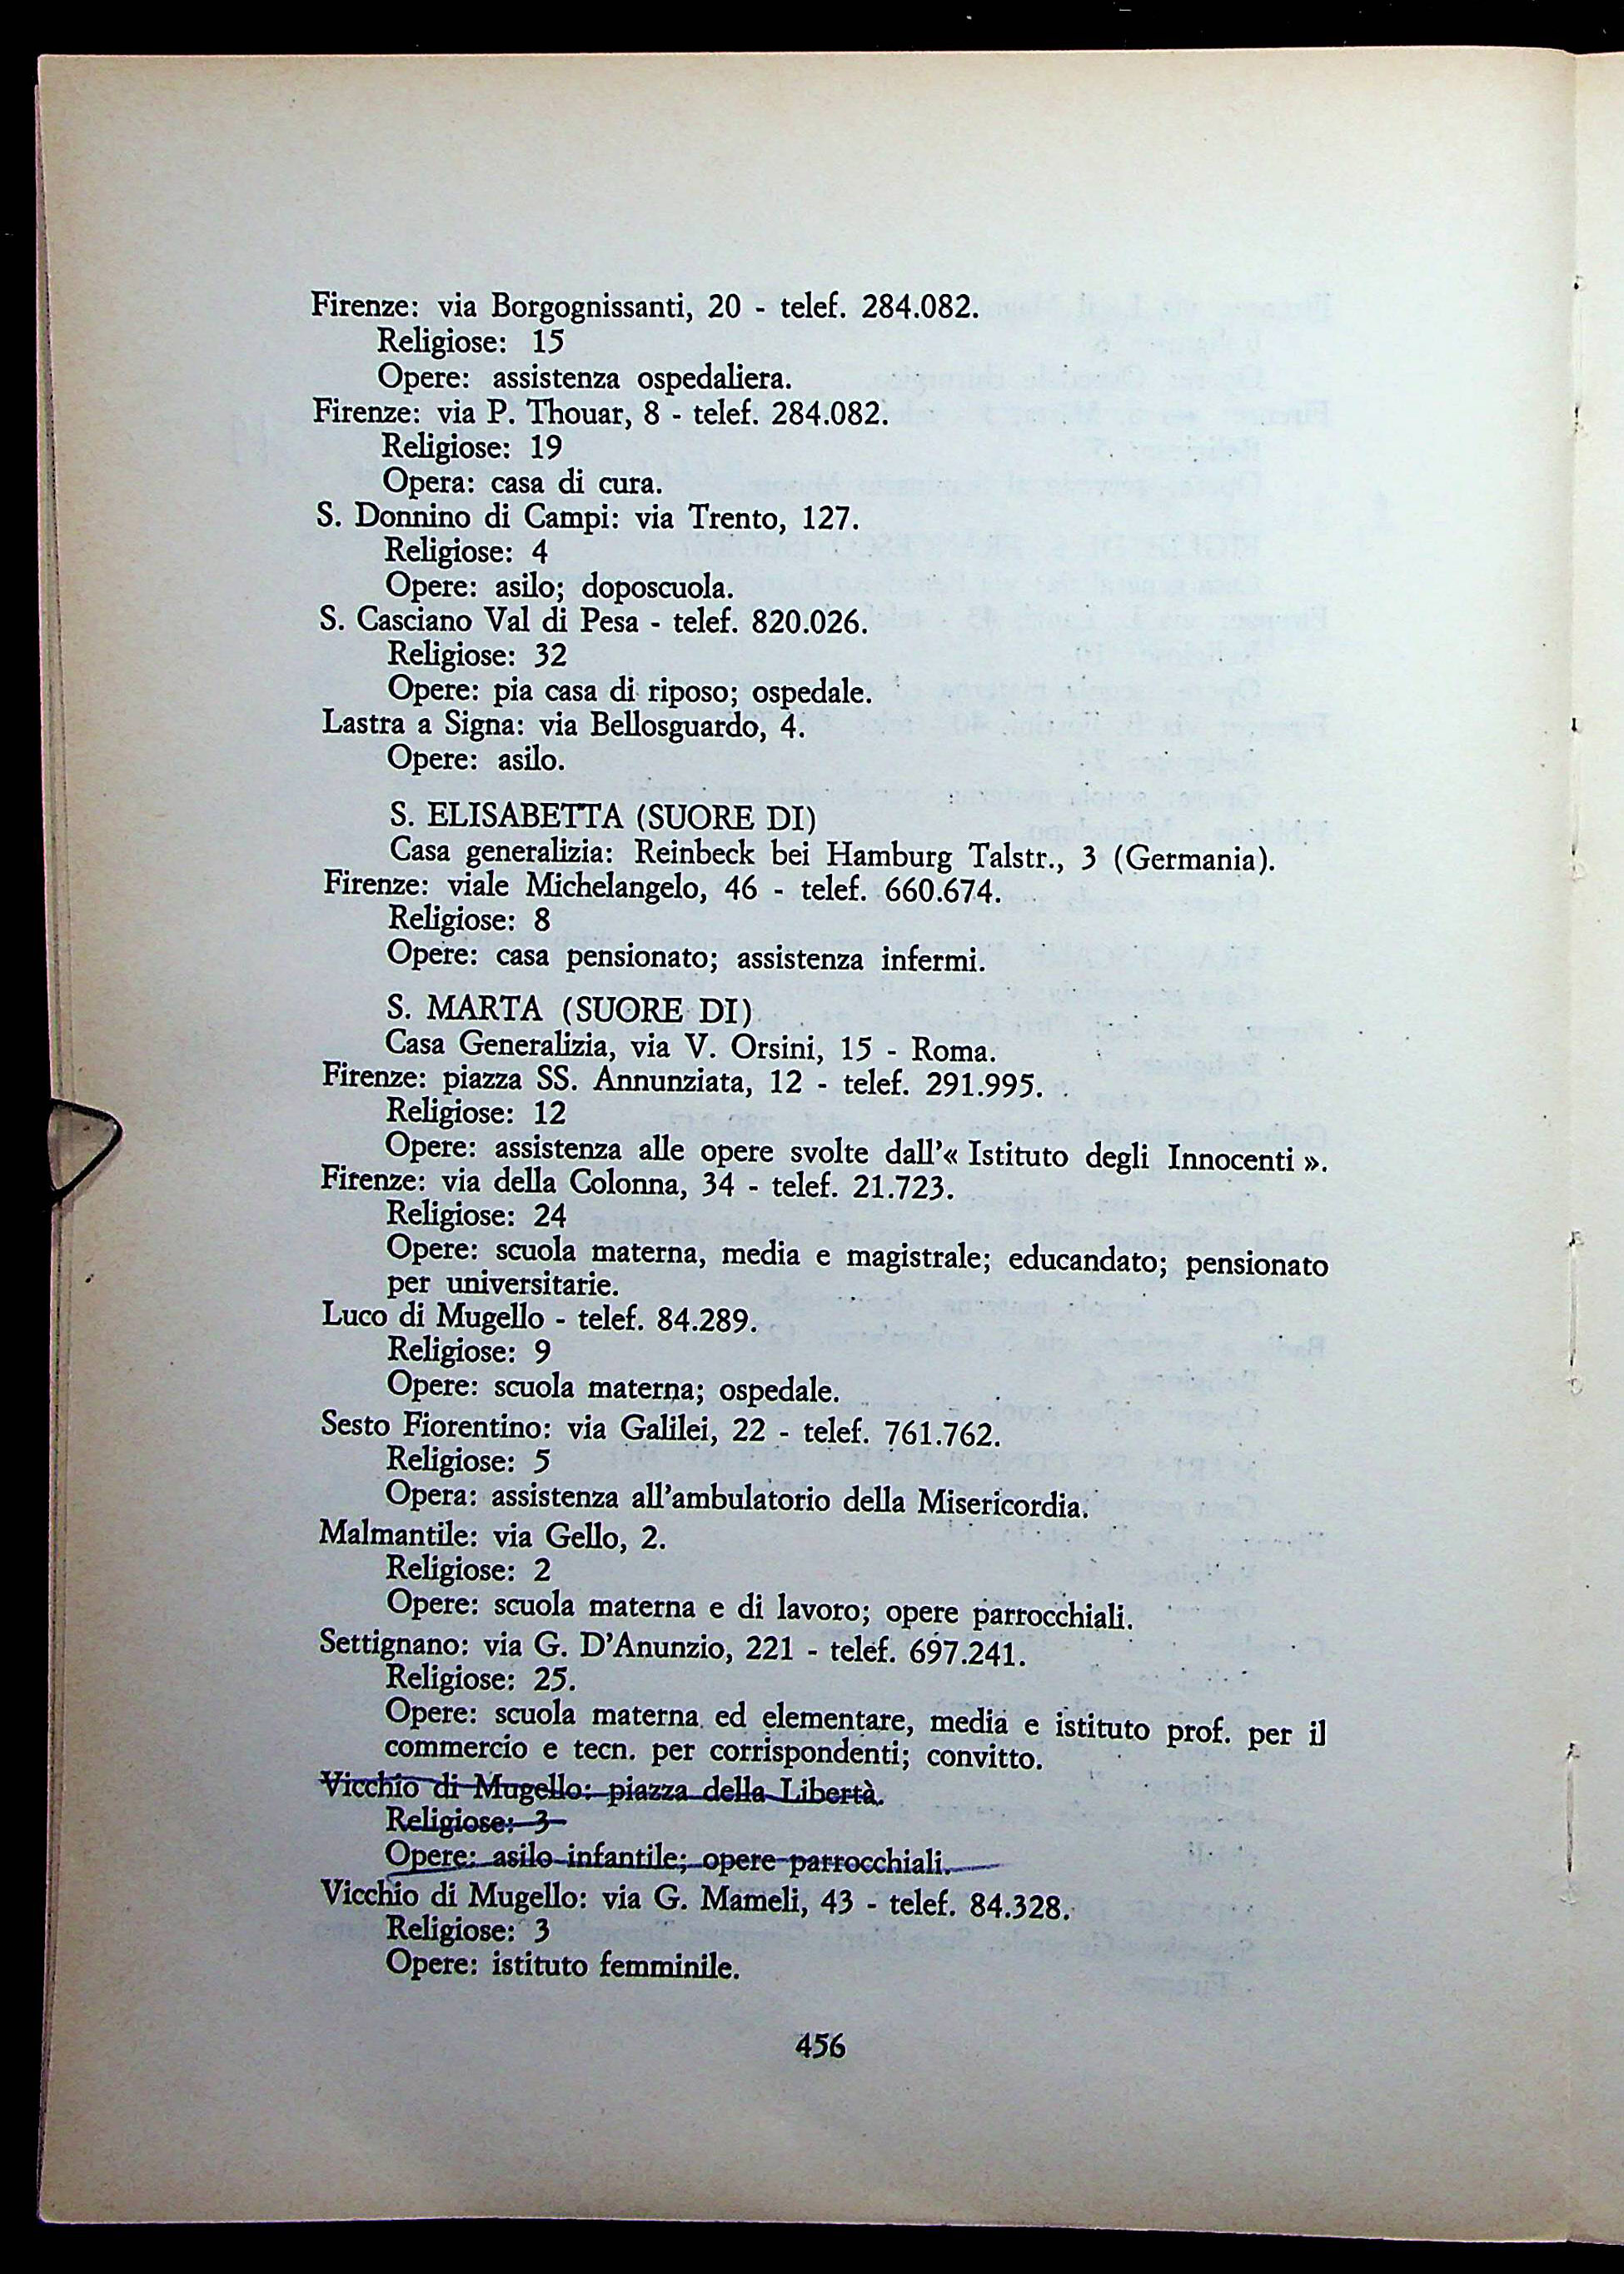 Firenze: via Borgognissanti, 20 - telef. 284.082.
Religiose: 15
Opere: assistenza ospedaliera.
Firenze: via P. Thouar, 8 - telef. 284.082.
Religiose: 19
Opera: casa di cura.
S. Donnino di Campi: via Trento, 127.
Religiose: 4
Opere: asilo; doposcuola.
S. Casciano Val di Pesa - telef. 820.026.
Religiose: 32
Opere: pia casa di riposo; ospedale.
Lastra a Signa: via Bellosguardo, 4.
Opere: asilo.
S. ELISABETTA (SUORE DI)
Casa generalizia: Reinbeck bei Hamburg Talstr., 3 (Germania).
Firenze: viale Michelangelo, 46 - telef. 660.674.
Religiose: 8
Opere: casa pensionato; assistenza infermi.
S. MARTA (SUORE DI)
Casa Generalizia, via V. Orsini, 15 - Roma.
Firenze: piazza SS. Annunziata, 12 - telef. 291.995.
Religiose: 12
Opere: assistenza alle opere svolte dall'« Istituto degli Innocenti ».
Firenze: via della Colonna, 34 - telef. 21.723.
Religiose: 24
Opere: scuola materna, media e magistrale; educandato; pensionato
per universitarie.
Luco di Mugello - telef. 84.289.
Religiose: 9
Opere: scuola materna; ospedale.
Sesto Fiorentino: via Galilei, 22 - telef. 761.762.
Religiose: 5
Opera: assistenza all'ambulatorio della Misericordia.
Malmantile: via Gello, 2.
Religiose: 2
Opere: scuola materna e di lavoro; opere parrocchiali.
Settignano: via G. D'Anunzio, 221 - telef. 697.241.
Religiose: 25.
Opere: scuola materna ed elementare, media e istituto prof. per il
commercio e tecn. per corrispondenti; convitto.
Vicchio di Mugello: piazza della Libertà.
Religiose: 3
Opere: asilo infantile; opere parrocchiali.
Vicchio di Mugello: via G. Mameli, 43 - telef. 84.328.
Religiose: 3
Opere: istituto femminile.
456